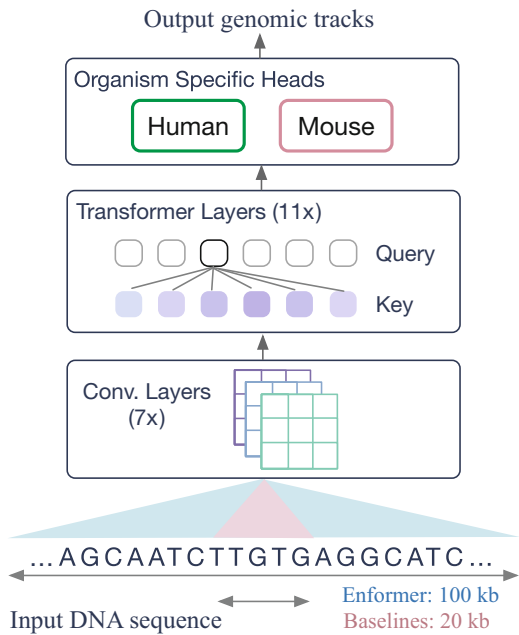 Output genomic tracks
Organism Specific Heads
Human
Mouse
Transformer Layers (11x)
Query
Key
Conv. Layers
(7x)
...AGCAATCTTGTGAGGCATC...
Enformer: 100 kb
Input DNA sequence
Baselines: 20 kb